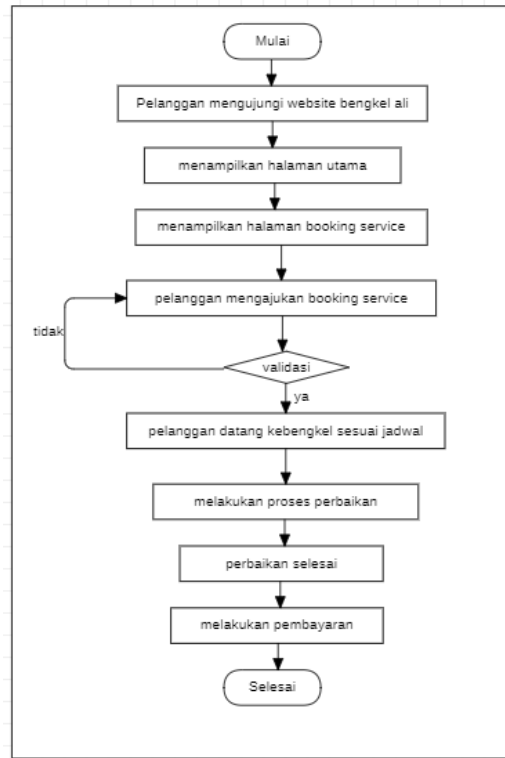 Mulai
Pelanggan mengujungi website bengkel ali
menampilkan halaman utama
menampilkan halaman booking service
pelanggan mengajukan booking service
tidak
validasi
ya
pelanggan datang kebengkel sesuai jadwal
melakukan proses perbaikan
perbaikan selesai
melakukan pembayaran
Selesai